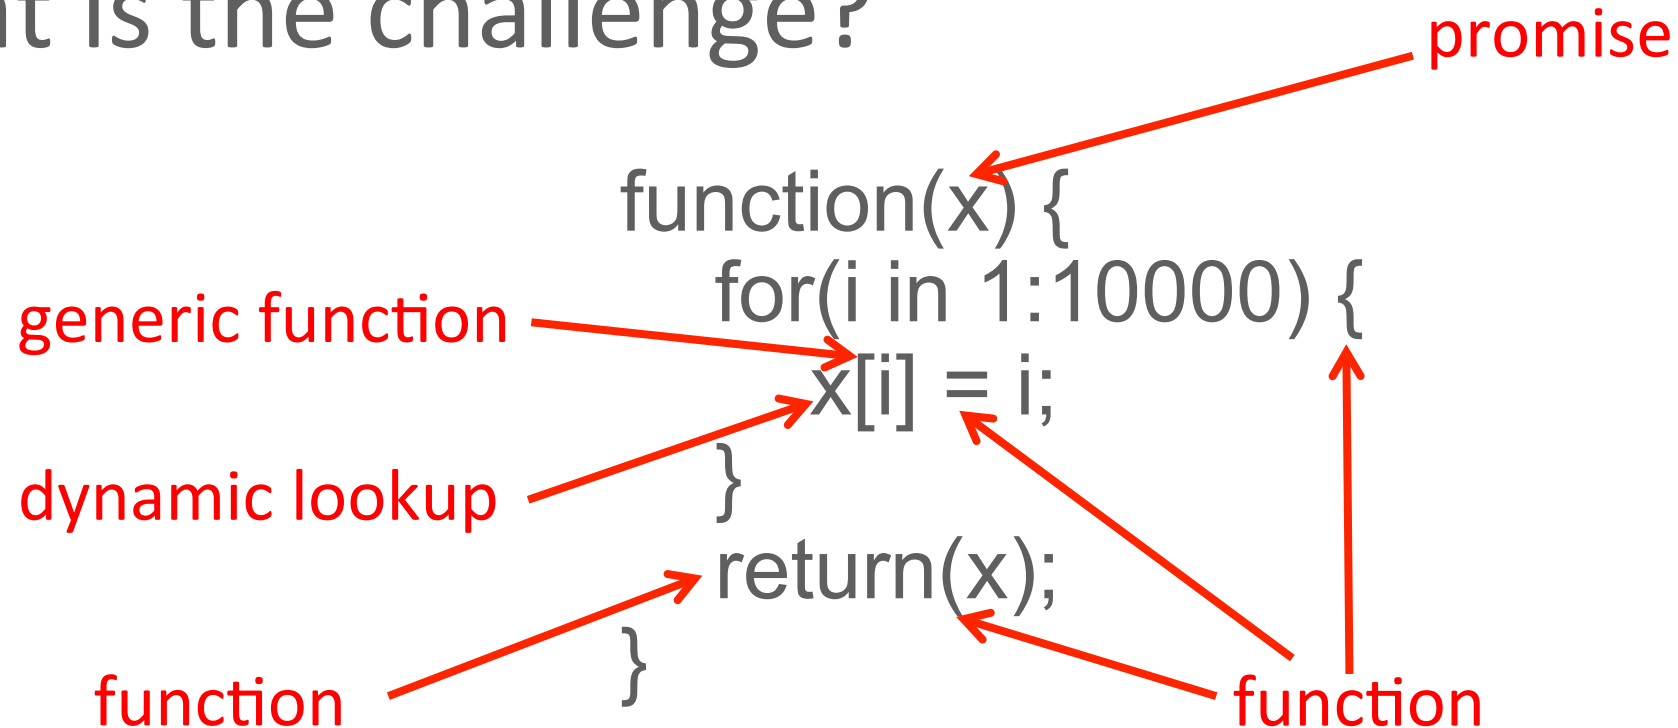 is the challenge?
promise
function(x) {
for(i in 1:10000) {
generic function
x[i] = i;
dynamic lookup
}
return(x);
}
function
function